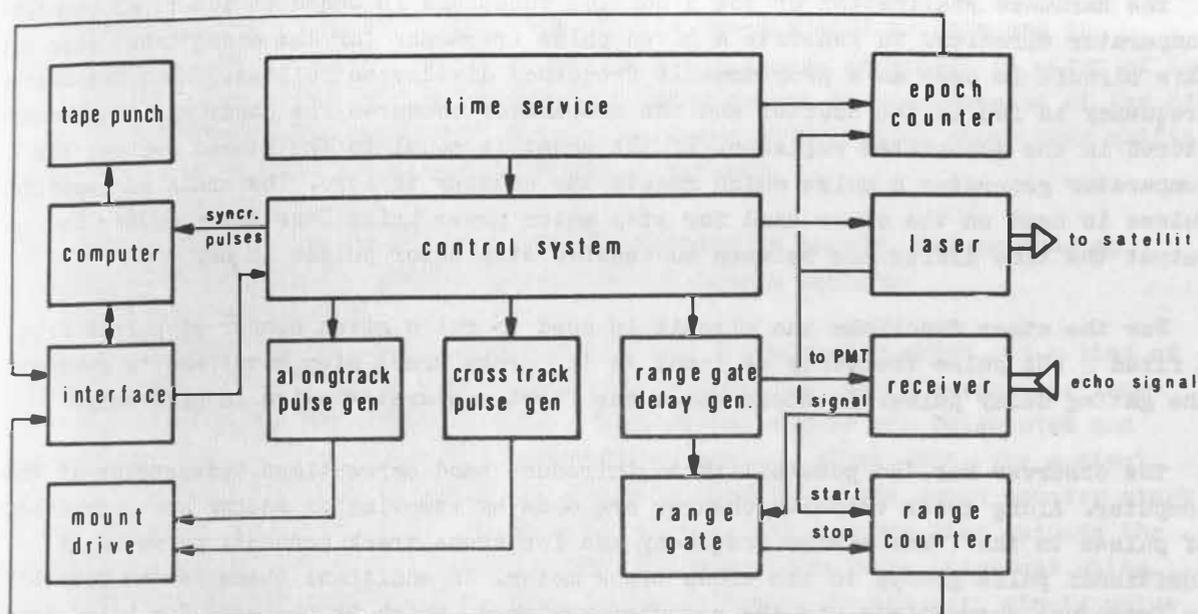 tape punch
time service
epoch
counter
computer
syncr.
pulses
control system
laser
to satellit
interface
alongtrack
pulse gen
cross track
pulse gen
range gate
delay gen.
to PMT
signal
receiver
echo signal
mount
drive
range
gate
start
stop
range
counter